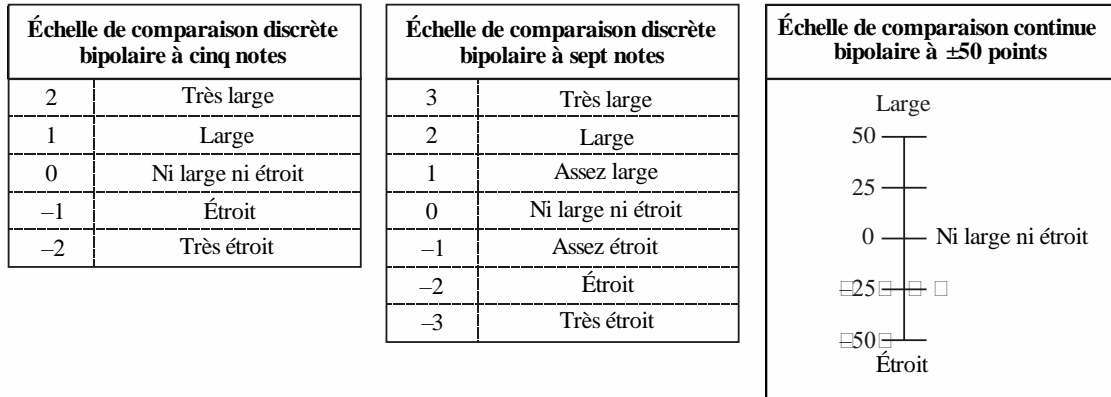 Échelle de comparaison discrète
bipolaire à cinq notes
2 Très large
1 Large
0 Ni large ni étroit
–1 Étroit
–2 Très étroit
Échelle de comparaison discrète
bipolaire à sept notes
3 Très large
2 Large
1 Assez large
0 Ni large ni étroit
–1 Assez étroit
–2 Étroit
–3 Très étroit
Échelle de comparaison continue
bipolaire à ±50 points
Large
50
25
0 Ni large ni étroit
–25
–50
Étroit